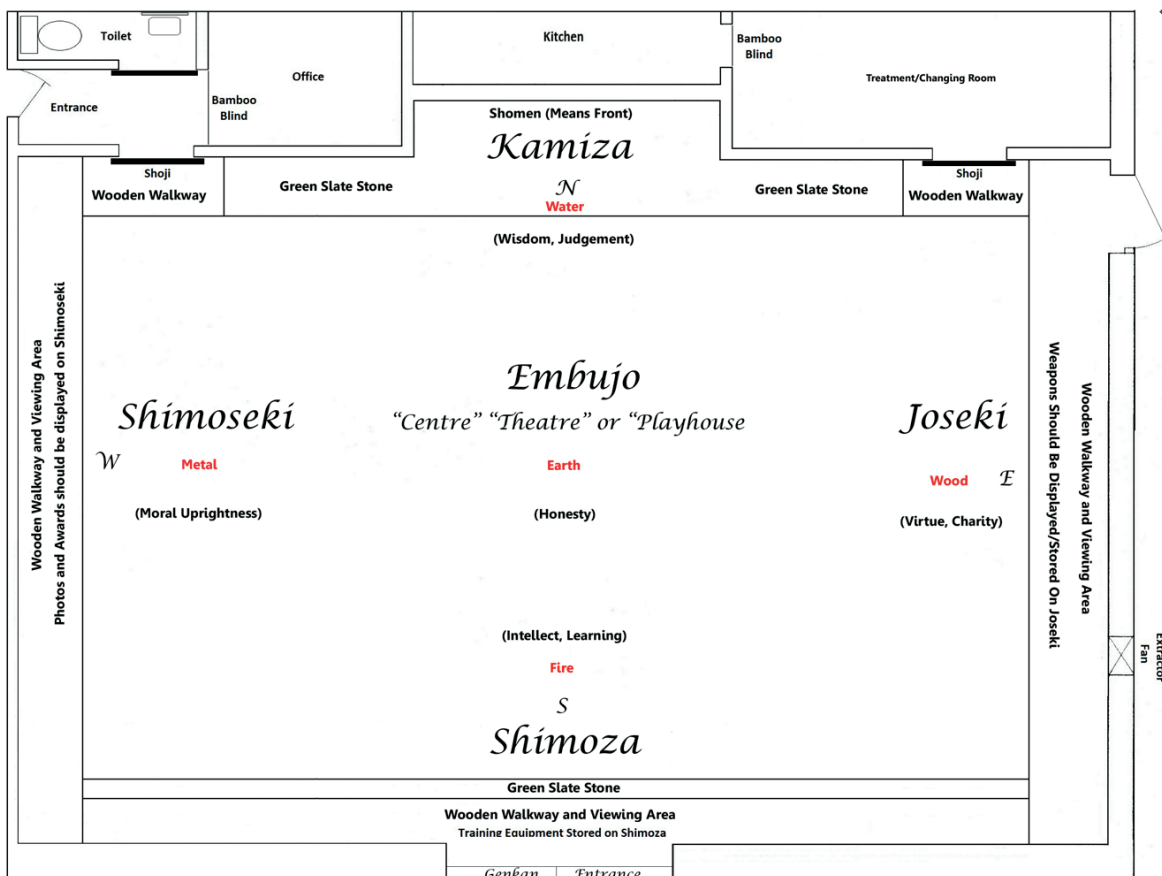 Toilet
Kitchen
Bamboo
Blind
Office
Treatment/Changing Room
Entrance
Bamboo
Blind
Shomen (Means Front)
Kamiza
Shoji
Wooden Walkway
Green Slate Stone
N
Water
Green Slate Stone
Shoji
Wooden Walkway
(Wisdom, Judgement)
Wooden Walkway and Viewing Area
Photos and Awards should be displayed on Shimoseki
Embujo
“Centre” “Theatre” or “Playhouse
Shimoseki
W
Metal
(Moral Uprightness)
Earth
(Honesty)
Joseki
Wood
E
(Virtue, Charity)
Weapons Should Be Displayed/Stored On Joseki
Wooden Walkway and Viewing Area
Extractor
Fan
(Intellect, Learning)
Fire
S
Shimoza
Green Slate Stone
Wooden Walkway and Viewing Area
Training Equipment Stored on Shimoza
Genkan
Entrance